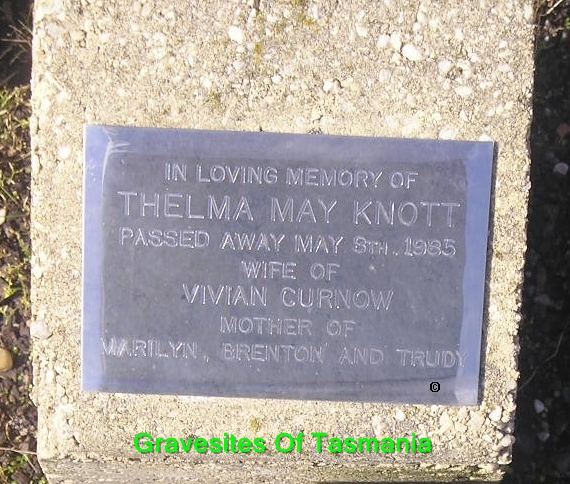 IN LOVING MEMORY OF
THELMA MAY KNOTT
PASSED AWAY MAY 8TH. 1985
WIFE OF
VIVIAN CURNOW
MOTHER OF
MARILYN, BRENTON AND TRUDY
©
Gravesites Of Tasmania